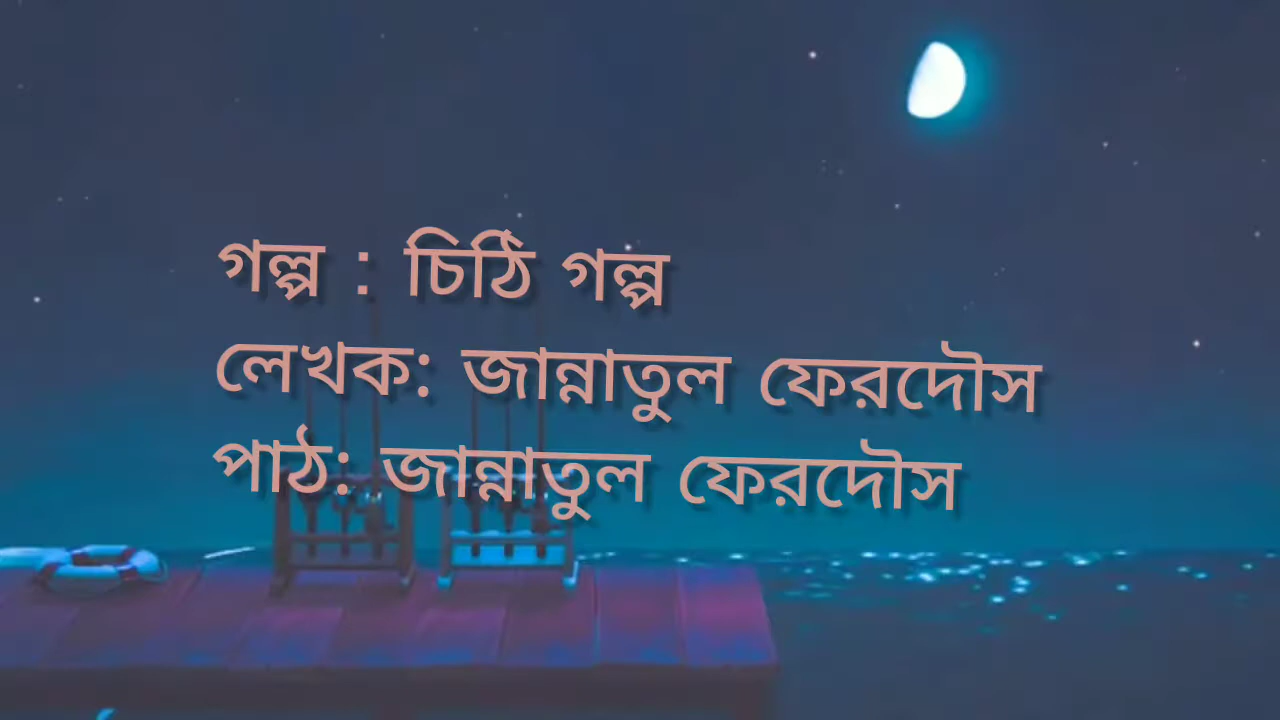 গল্প : চিঠি গল্প
লেখক: জান্নাতুল ফেরদৌস
পাঠ: জান্নাতুল ফেরদৌস